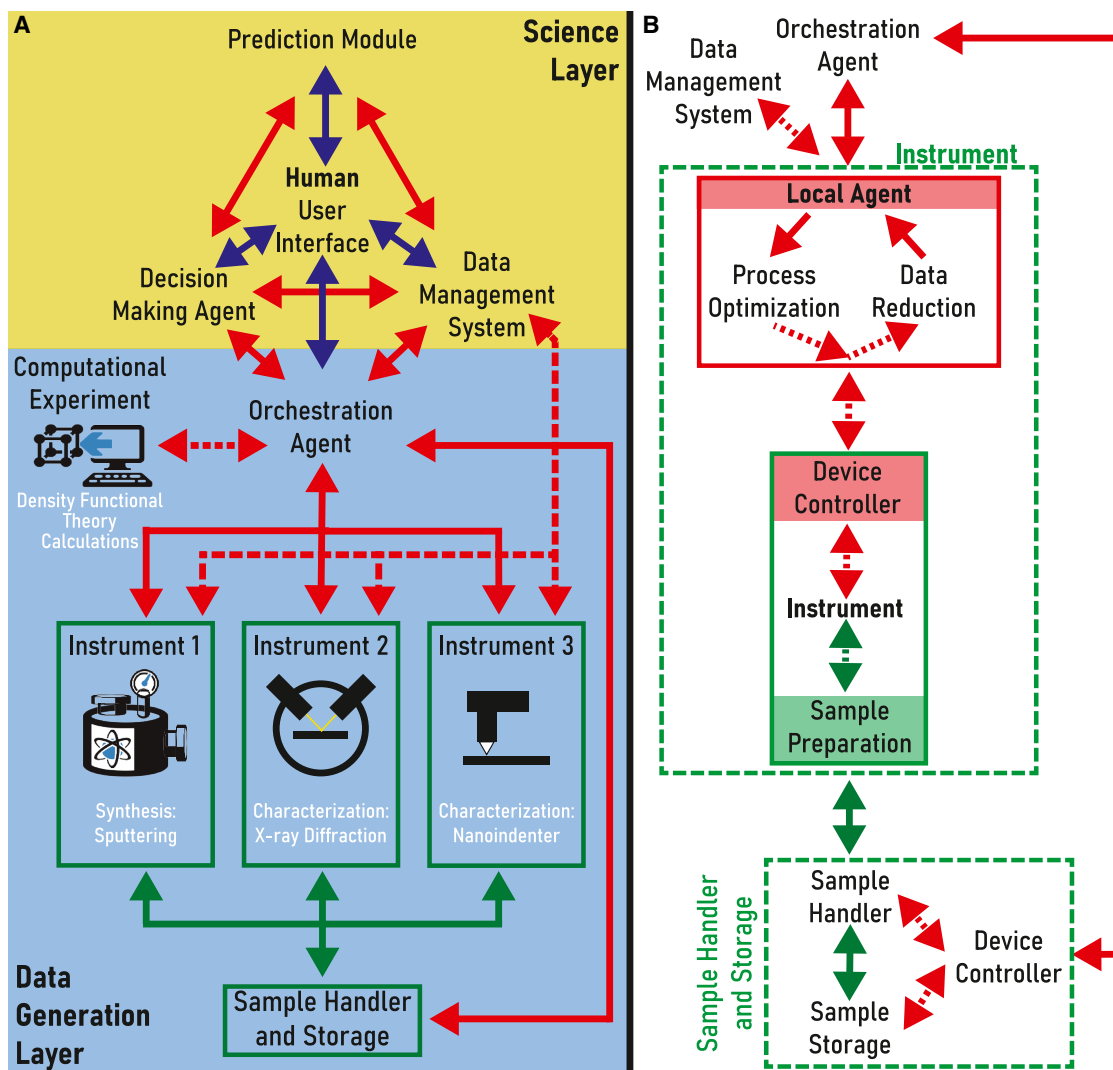 A
Science
Layer
Prediction Module
Human
User
Interface
Decision
Making Agent
Data
Management
System
Computational
Experiment
Density Functional
Theory
Calculations
Orchestration
Agent
Instrument 1
Synthesis:
Sputtering
Instrument 2
Characterization:
X-ray Diffraction
Instrument 3
Characterization:
Nanoindenter
Data
Generation
Layer
Sample Handler
and Storage
B
Data
Management
System
Orchestration
Agent
Instrument
Local Agent
Process
Optimization
Data
Reduction
Device
Controller
Instrument
Sample
Preparation
Sample Handler
and Storage
Sample
Handler
Device
Controller
Sample
Storage